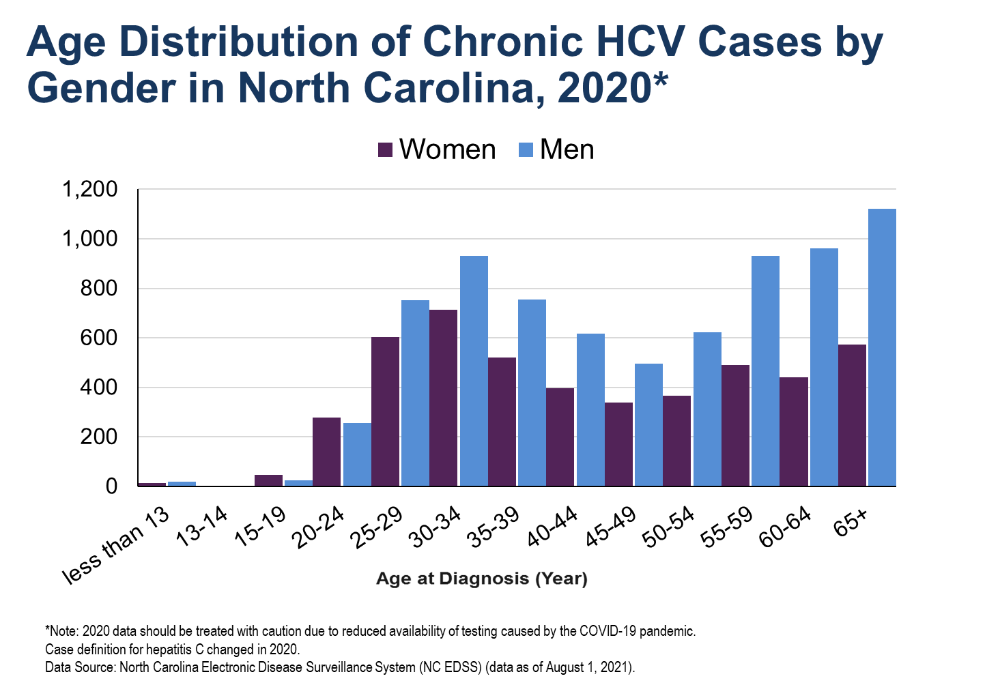 Age Distribution of Chronic HCV Cases by
Gender in North Carolina, 2020*
Women Men
1,200
1,000
800
600
400
200
0
less than 13
13-14
15-19
20-24
25-29
30-34
35-39
40-44
45-49
50-54
55-59
60-64
65+
Age at Diagnosis (Year)
*Note: 2020 data should be treated with caution due to reduced availability of testing caused by the COVID-19 pandemic.
Case definition for hepatitis C changed in 2020.
Data Source: North Carolina Electronic Disease Surveillance System (NC EDSS) (data as of August 1, 2021).